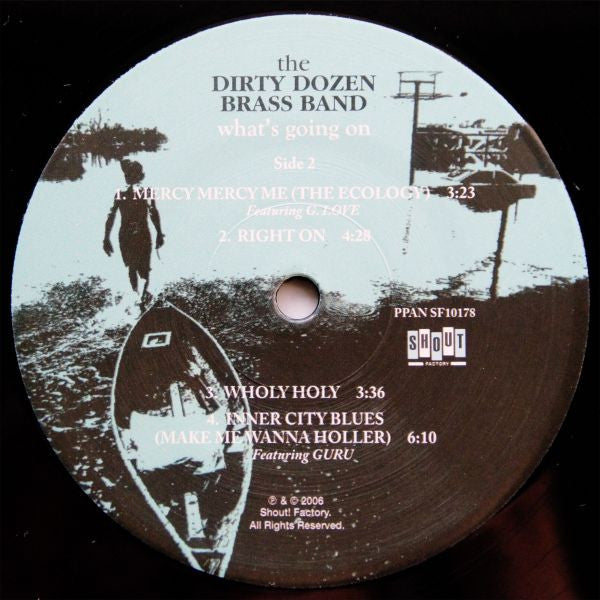 the
DIRTY DOZEN
BRASS BAND
what's going on
Side 2
1. MERCY MERCY ME (THE ECOLOGY) 3:23
Featuring G. LOVE
2. RIGHT ON 4:28
PPAN SF10178
SHOUT
FACTORY
3. WHOLY HOLY 3:36
4. INNER CITY BLUES
(MAKE ME WANNA HOLLER) 6:10
Featuring GURU
℗ & © 2006
Shout! Factory.
All Rights Reserved.